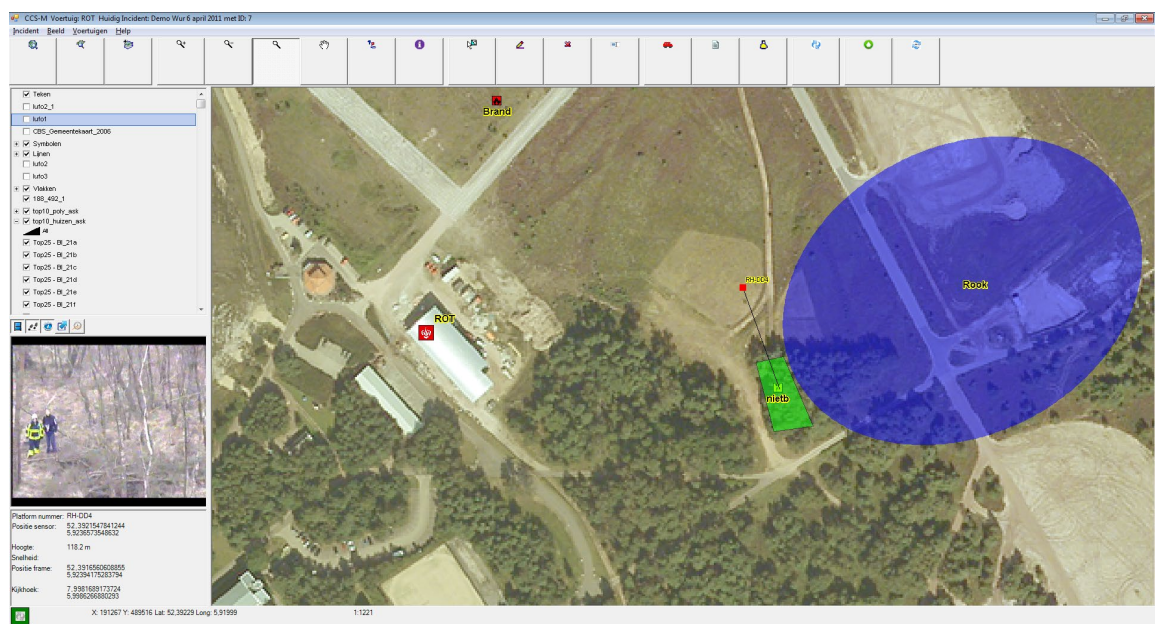 CCS-M Voertuig: ROT Huidig Incident: Demo Wur 6 april 2011 met ID: 7
Incident Beeld Voertuigen Help
Teken
lufo2_1
lufo1
CBS_Gemeentekaart_2006
Symbolen
Lijnen
lufo2
lufo3
Vlakken
188_492_1
top10_poly_ask
top10_huizen_ask
All
Top25 - Bl_21a
Top25 - Bl_21b
Top25 - Bl_21c
Top25 - Bl_21d
Top25 - Bl_21e
Top25 - Bl_21f
Brand
ROT
RH-DD4
Rook
nietb
Platform nummer: RH-DD4
Positie sensor: 52,3921547841244
5,9236573548632
Hoogte: 118.2 m
Snelheid:
Positie frame: 52,3916560608855
5,92394175283794
Kijkhoek: 7,9981689173724
5,9986266880293
X: 191267 Y: 489516 Lat: 52,39229 Long: 5,91999 1:1221